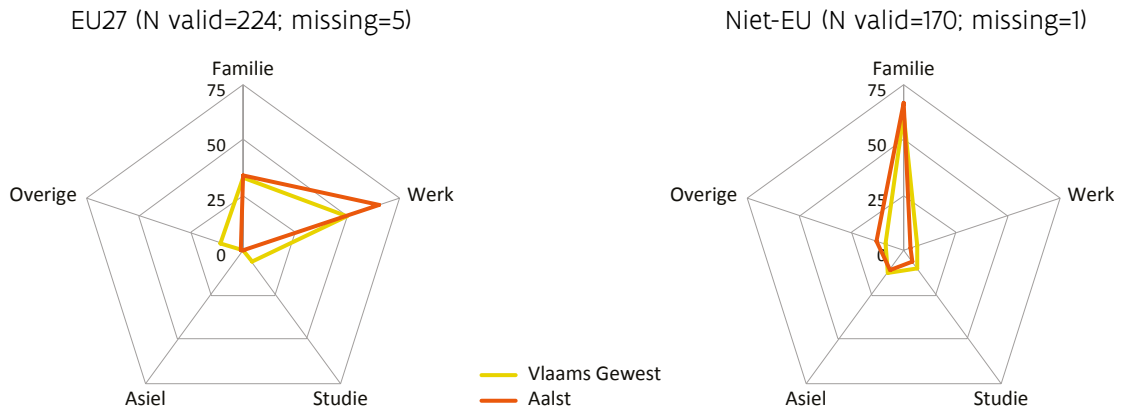 EU27 (N valid=224; missing=5)
Familie
75
50
25
0
Overige
Werk
Asiel
Studie
Niet-EU (N valid=170; missing=1)
Familie
75
50
25
0
Overige
Werk
Asiel
Studie
Vlaams Gewest
Aalst